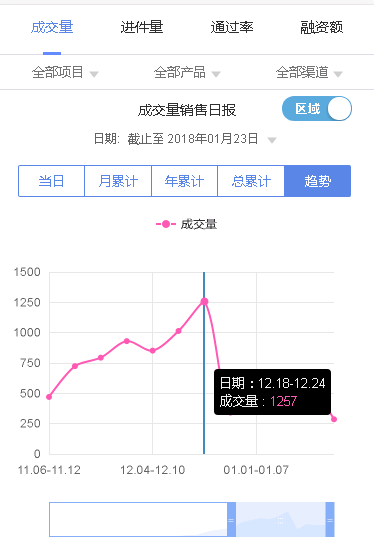 成交量 进件量 通过率 融资额
全部项目 全部产品 全部渠道
成交量销售日报 区域
日期: 截止至 2018年01月23日
当日 月累计 年累计 总累计 趋势
成交量
1500
1250
1000
750
500
250
0
日期：12.18-12.24
成交量：1257
11.06-11.12 12.04-12.10 01.01-01.07